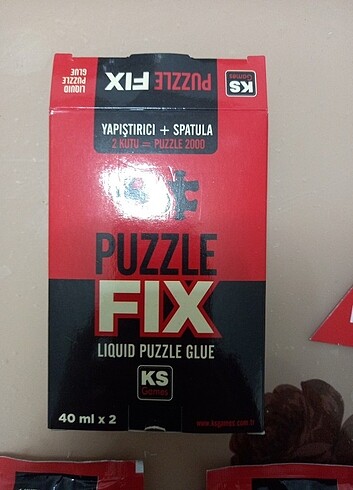 LIQUID
PUZZLE
GLUE
PUZZLE FIX
KS
Games
YAPIŞTIRICI + SPATULA
2 KUTU = PUZZLE 2000
PUZZLE
FIX
LIQUID PUZZLE GLUE
KS
Games
40 ml x 2
www.ksgames.com.tr